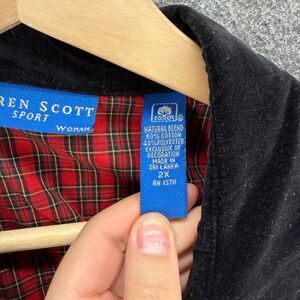 REN SCOTT
SPORT
WOMAN
COTTON
NATURAL BLEND
60% COTTON
40% POLYESTER
EXCLUSIVE OF
DECORATION
MADE IN
SRI LANKA
2X
RN